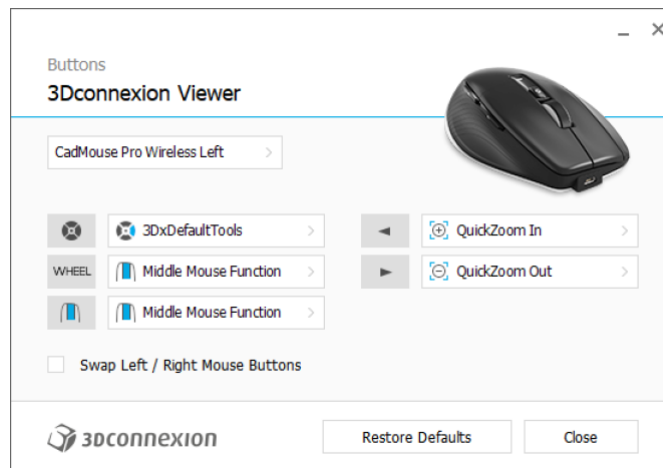 Buttons
3Dconnexion Viewer
CadMouse Pro Wireless Left
3DxDefaultTools
QuickZoom In
WHEEL
Middle Mouse Function
QuickZoom Out
Middle Mouse Function
Swap Left / Right Mouse Buttons
3Dconnexion
Restore Defaults
Close